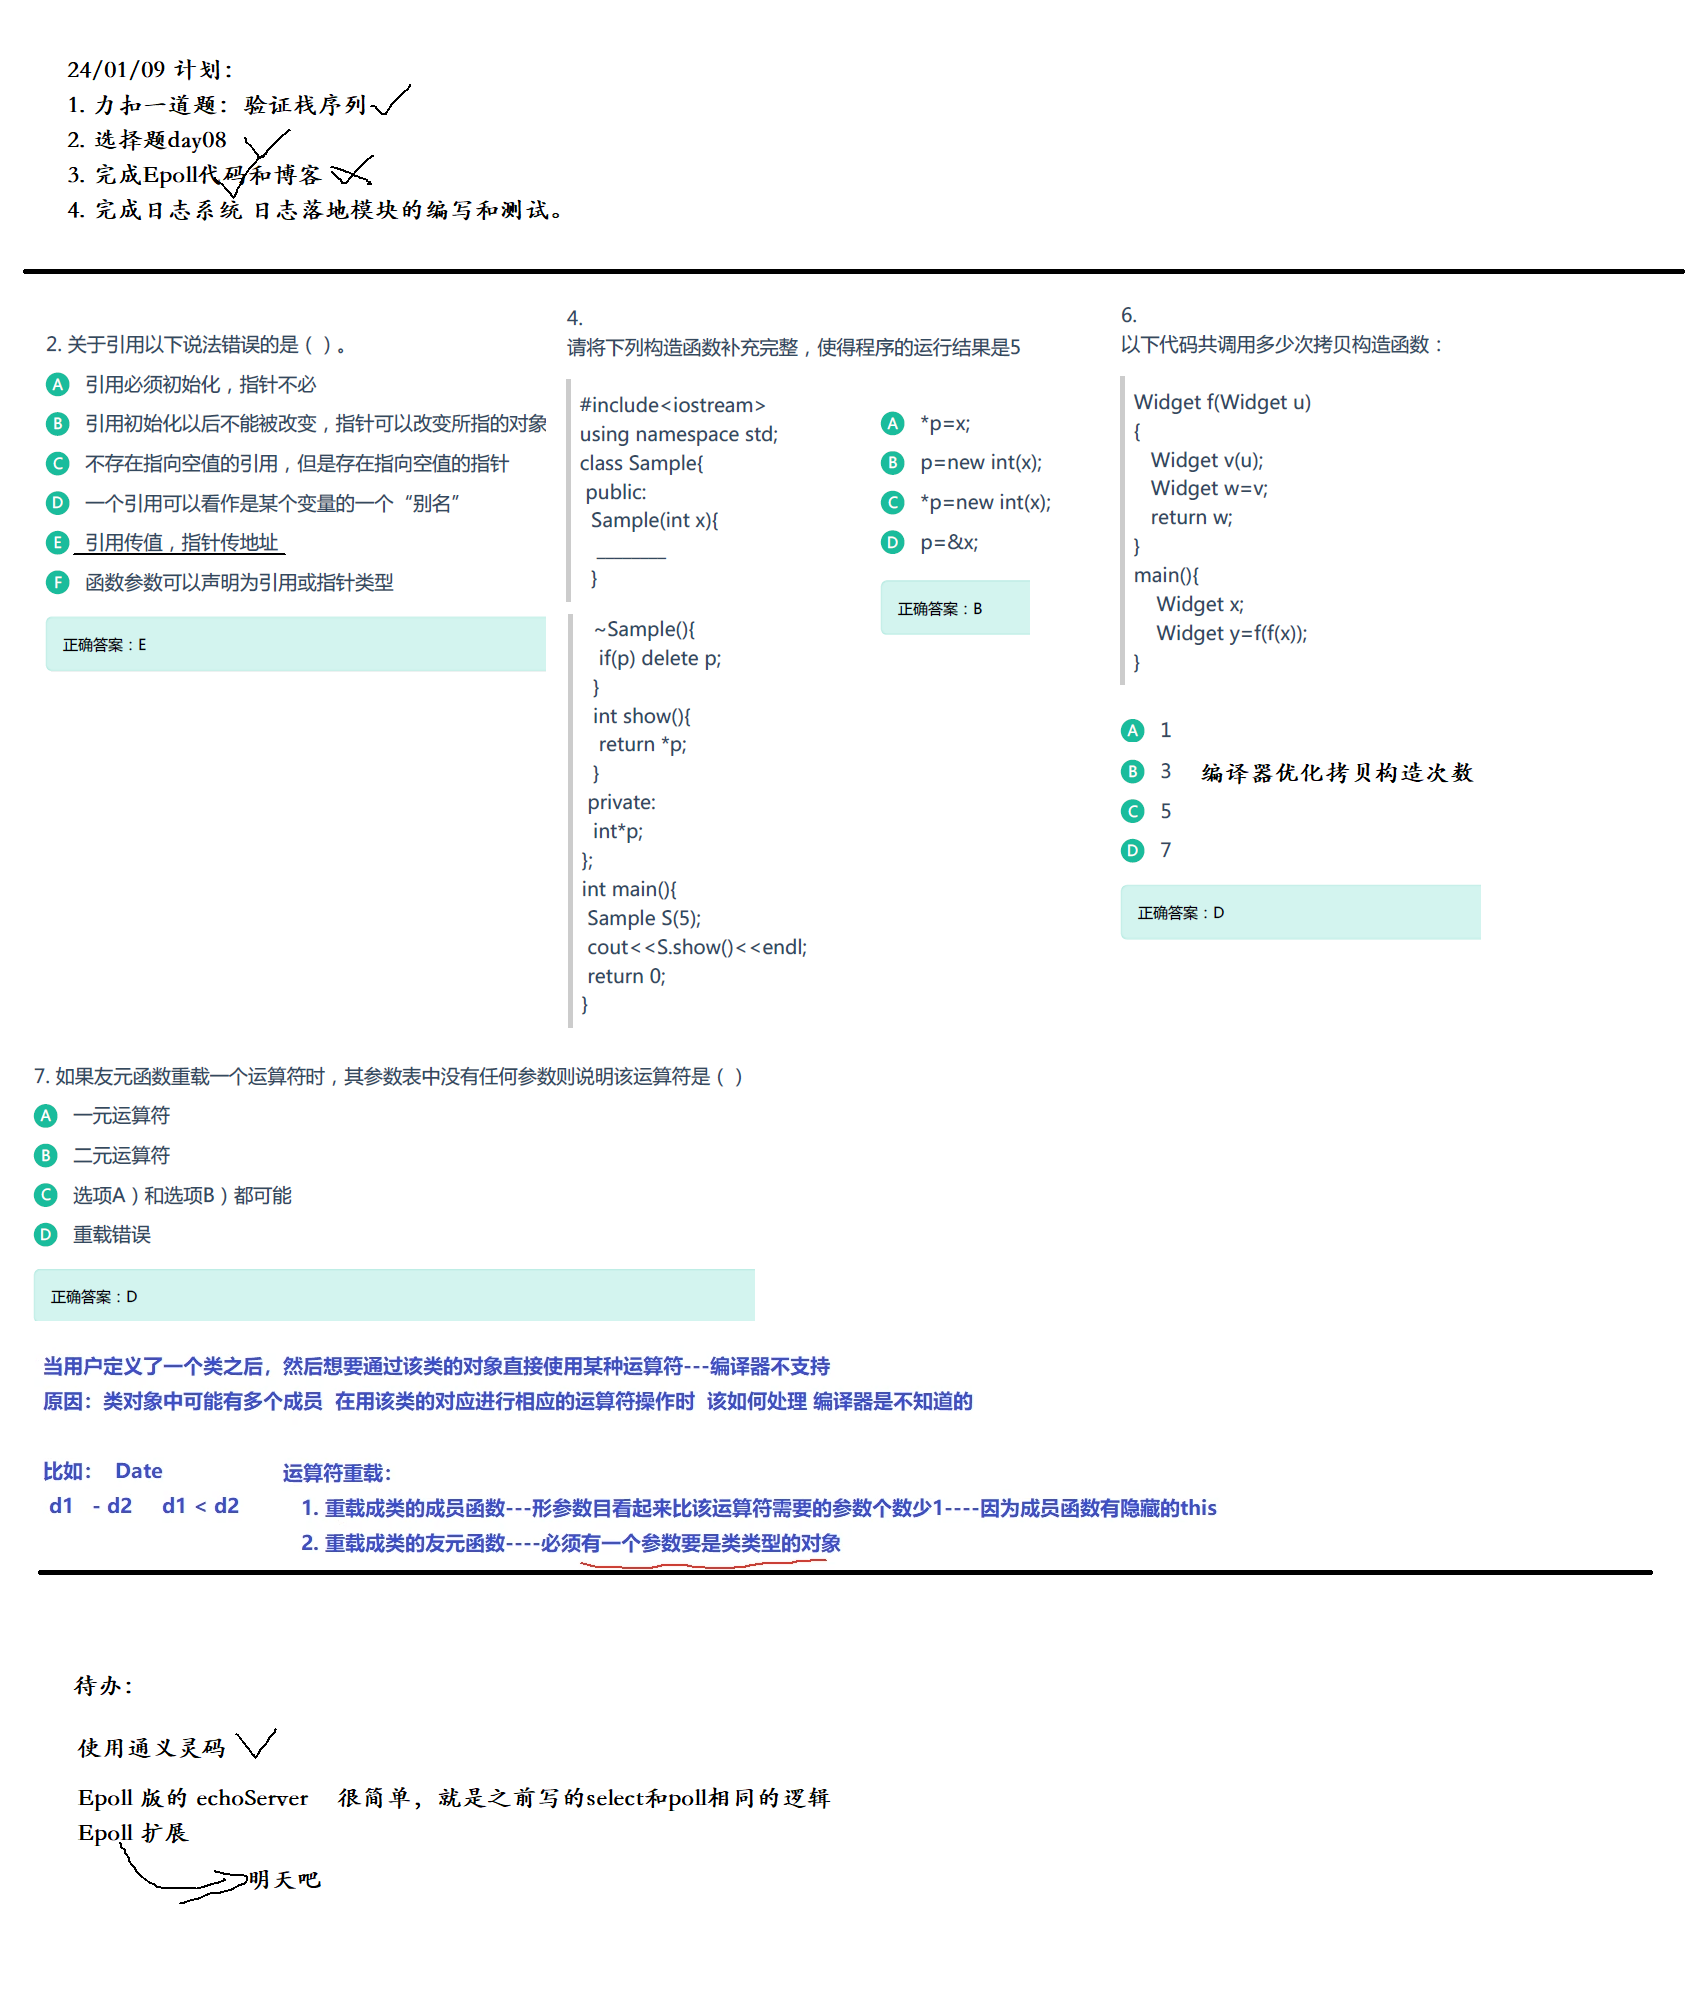 24/01/09 计划：
1. 力扣一道题：验证栈序列
2. 选择题day08
3. 完成Epoll代码和博客
4. 完成日志系统 日志落地模块的编写和测试。
2. 关于引用以下说法错误的是（ ）。
A 引用必须初始化，指针不必
B 引用初始化以后不能被改变，指针可以改变所指的对象
C 不存在指向空值的引用，但是存在指向空值的指针
D 一个引用可以看作是某个变量的一个“别名”
E 引用传值，指针传地址
F 函数参数可以声明为引用或指针类型
正确答案：E
4.
请将下列构造函数补充完整，使得程序的运行结果是5
#include<iostream>
using namespace std;
class Sample{
public:
Sample(int x){
________
}
~Sample(){
if(p) delete p;
}
int show(){
return *p;
}
private:
int*p;
};
int main(){
Sample S(5);
cout<<S.show()<<endl;
return 0;
}
A *p=x;
B p=new int(x);
C *p=new int(x);
D p=&x;
正确答案：B
6.
以下代码共调用多少次拷贝构造函数：
Widget f(Widget u)
{
Widget v(u);
Widget w=v;
return w;
}
main(){
Widget x;
Widget y=f(f(x));
}
A 1
B 3 编译器优化拷贝构造次数
C 5
D 7
正确答案：D
7. 如果友元函数重载一个运算符时，其参数表中没有任何参数则说明该运算符是（ ）
A 一元运算符
B 二元运算符
C 选项A）和选项B）都可能
D 重载错误
正确答案：D
当用户定义了一个类之后，然后想要通过该类的对象直接使用某种运算符---编译器不支持
原因：类对象中可能有多个成员 在用该类的对应进行相应的运算符操作时 该如何处理 编译器是不知道的
比如： Date
d1 - d2 d1 < d2
运算符重载：
1. 重载成类的成员函数---形参数目看起来比该运算符需要的参数个数少1----因为成员函数有隐藏的this
2. 重载成类的友元函数----必须有一个参数要是类类型的对象
待办：
使用通义灵码
Epoll 版的 echoServer 很简单，就是之前写的select和poll相同的逻辑
Epoll 扩展
明天吧